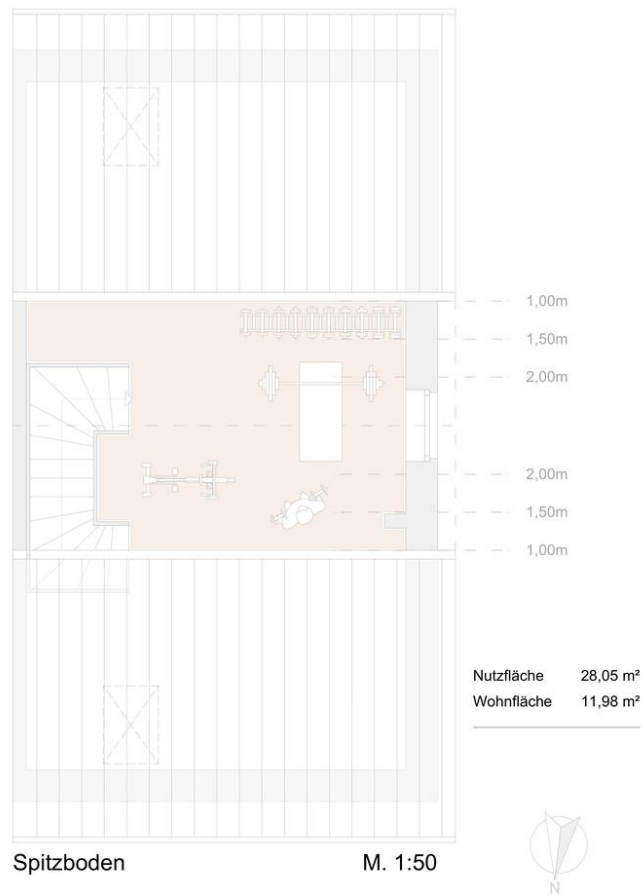 1,00m
1,50m
2,00m
2,00m
1,50m
1,00m
Nutzfläche 28,05 m²
Wohnfläche 11,98 m²
Spitzboden M. 1:50
N